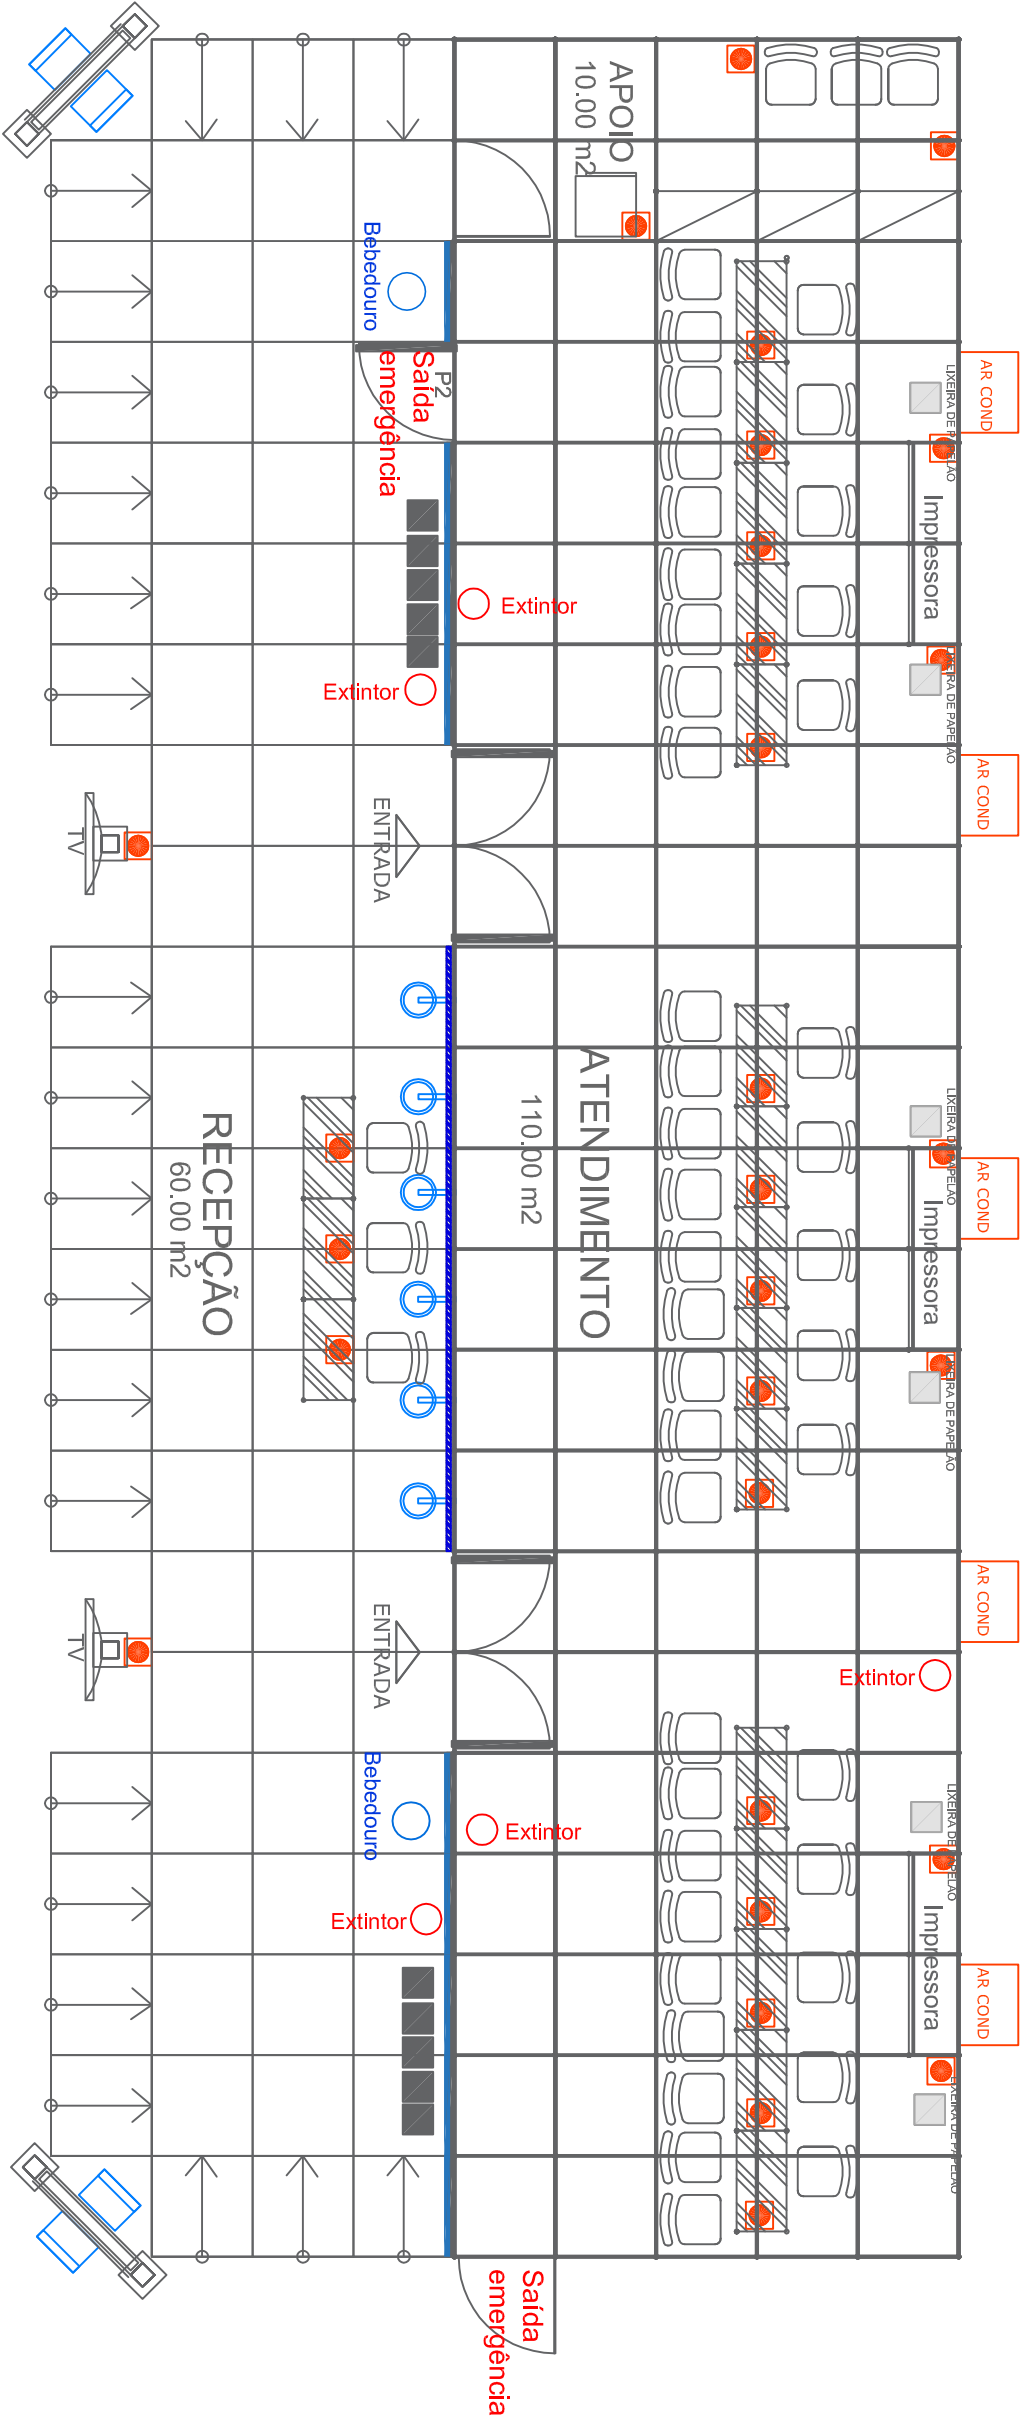 APOIO
10.00 m2
Bebedouro
P2
Saída
emergência
AR COND
LIXEIRA DE PAPELÃO
Impressora
Extintor
Extintor
LIXEIRA DE PAPELÃO
AR COND
TV
ENTRADA
ATENDIMENTO
110.00 m2
RECEPÇÃO
60.00 m2
LIXEIRA DE PAPELÃO
AR COND
Impressora
LIXEIRA DE PAPELÃO
AR COND
TV
ENTRADA
Extintor
Bebedouro
Extintor
Extintor
LIXEIRA DE PAPELÃO
Impressora
AR COND
LIXEIRA DE PAPELÃO
Saída
emergência